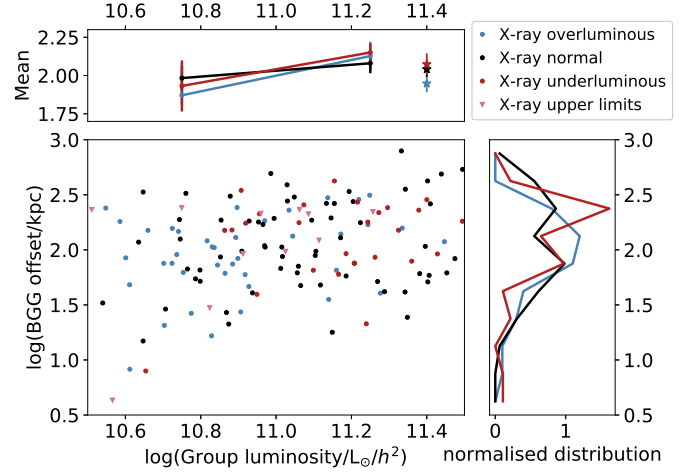 10.6 10.8 11.0 11.2 11.4
2.25
2.00
1.75
Mean
X-ray overluminous
X-ray normal
X-ray underluminous
X-ray upper limits
3.0
2.5
2.0
1.5
1.0
0.5
log(BGG offset/kpc)
10.6 10.8 11.0 11.2 11.4
log(Group luminosity/L⊙/h²)
3.0
2.5
2.0
1.5
1.0
0.5
0 1
normalised distribution